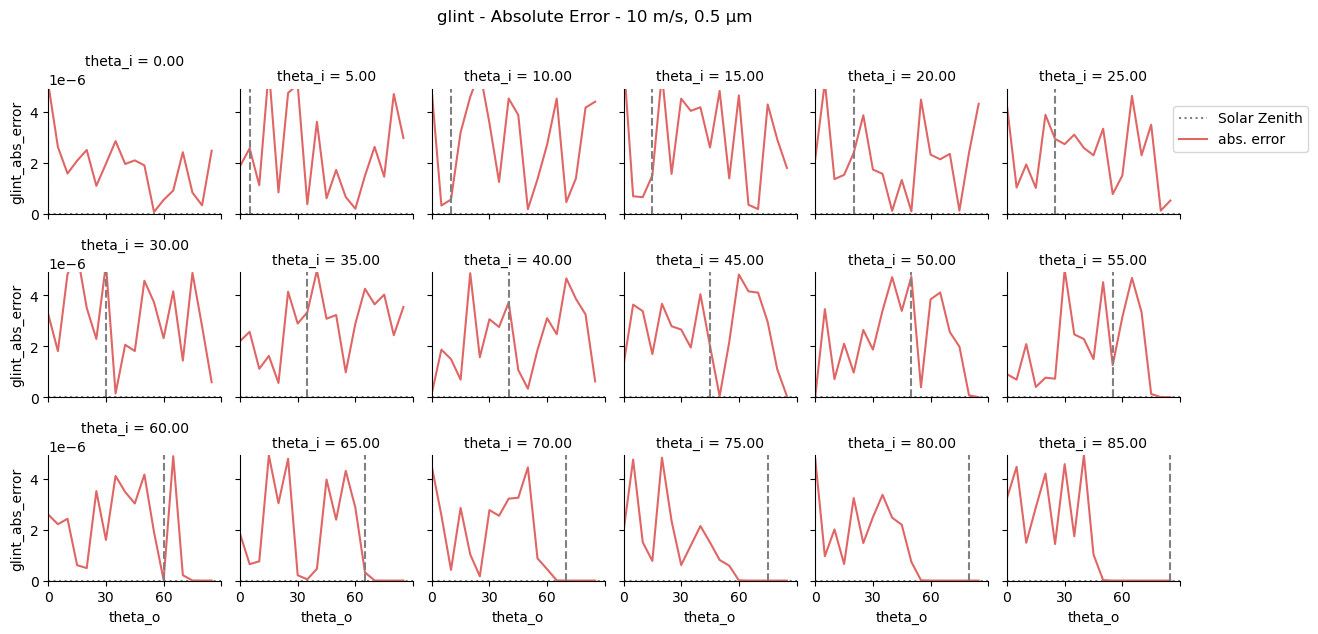 glint - Absolute Error - 10 m/s, 0.5 µm
theta_i = 0.00
theta_i = 5.00
theta_i = 10.00
theta_i = 15.00
theta_i = 20.00
theta_i = 25.00
1e−6
glint_abs_error
4
2
0
Solar Zenith
abs. error
theta_i = 30.00
theta_i = 35.00
theta_i = 40.00
theta_i = 45.00
theta_i = 50.00
theta_i = 55.00
1e−6
glint_abs_error
4
2
0
theta_i = 60.00
theta_i = 65.00
theta_i = 70.00
theta_i = 75.00
theta_i = 80.00
theta_i = 85.00
1e−6
glint_abs_error
4
2
0
0 30 60
0 30 60
0 30 60
0 30 60
0 30 60
0 30 60
theta_o
theta_o
theta_o
theta_o
theta_o
theta_o